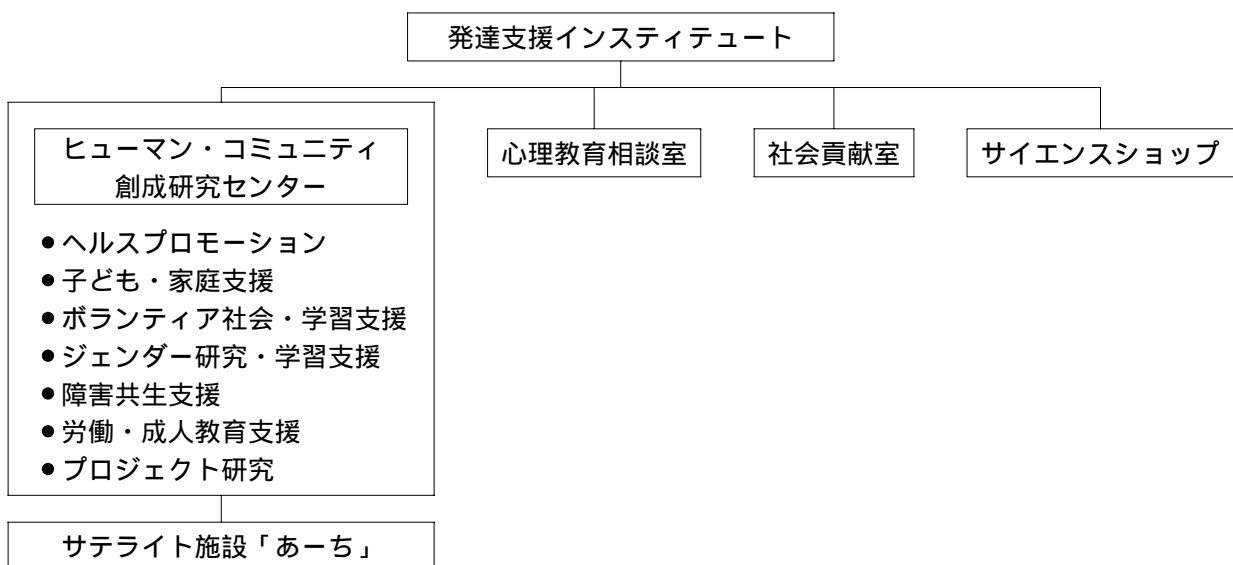 発達支援インスティテュート
ヒューマン・コミュニティ
創成研究センター
●ヘルスプロモーション
●子ども・家庭支援
●ボランティア社会・学習支援
●ジェンダー研究・学習支援
●障害共生支援
●労働・成人教育支援
●プロジェクト研究
サテライト施設「あーち」
心理教育相談室
社会貢献室
サイエンスショップ